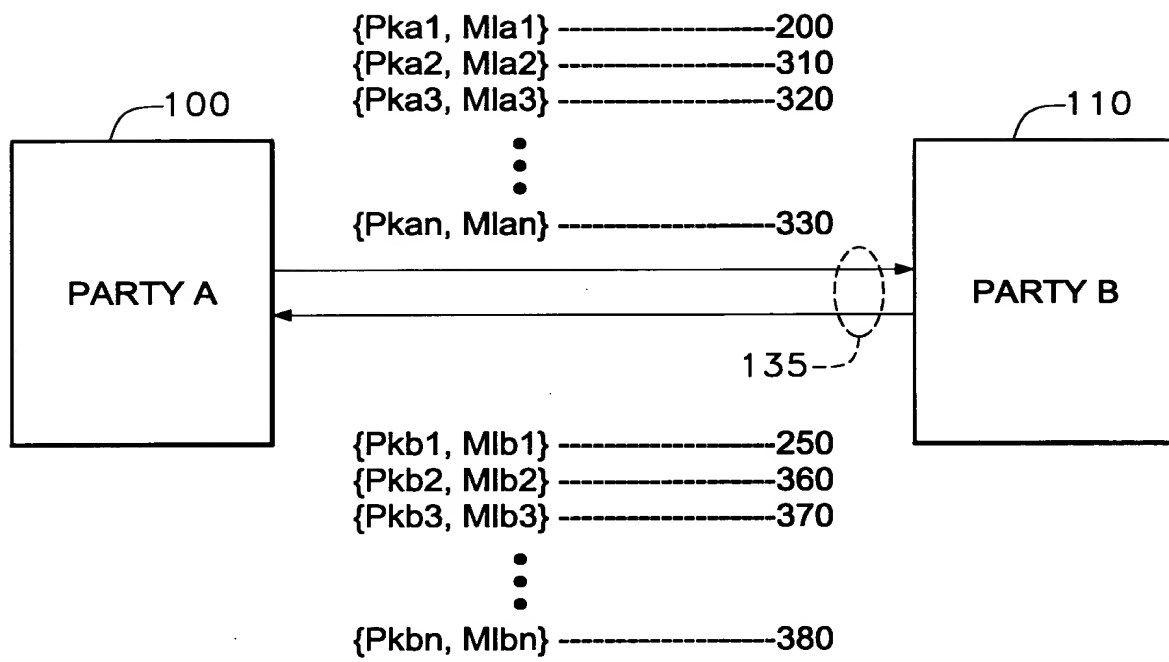 {Pka1, Mla1} 200
{Pka2, Mla2} 310
{Pka3, Mla3} 320
100
110
{Pkan, Mlan} 330
PARTY A
PARTY B
135
{Pkb1, Mlb1} 250
{Pkb2, Mlb2} 360
{Pkb3, Mlb3} 370
{Pkbn, Mlbn} 380